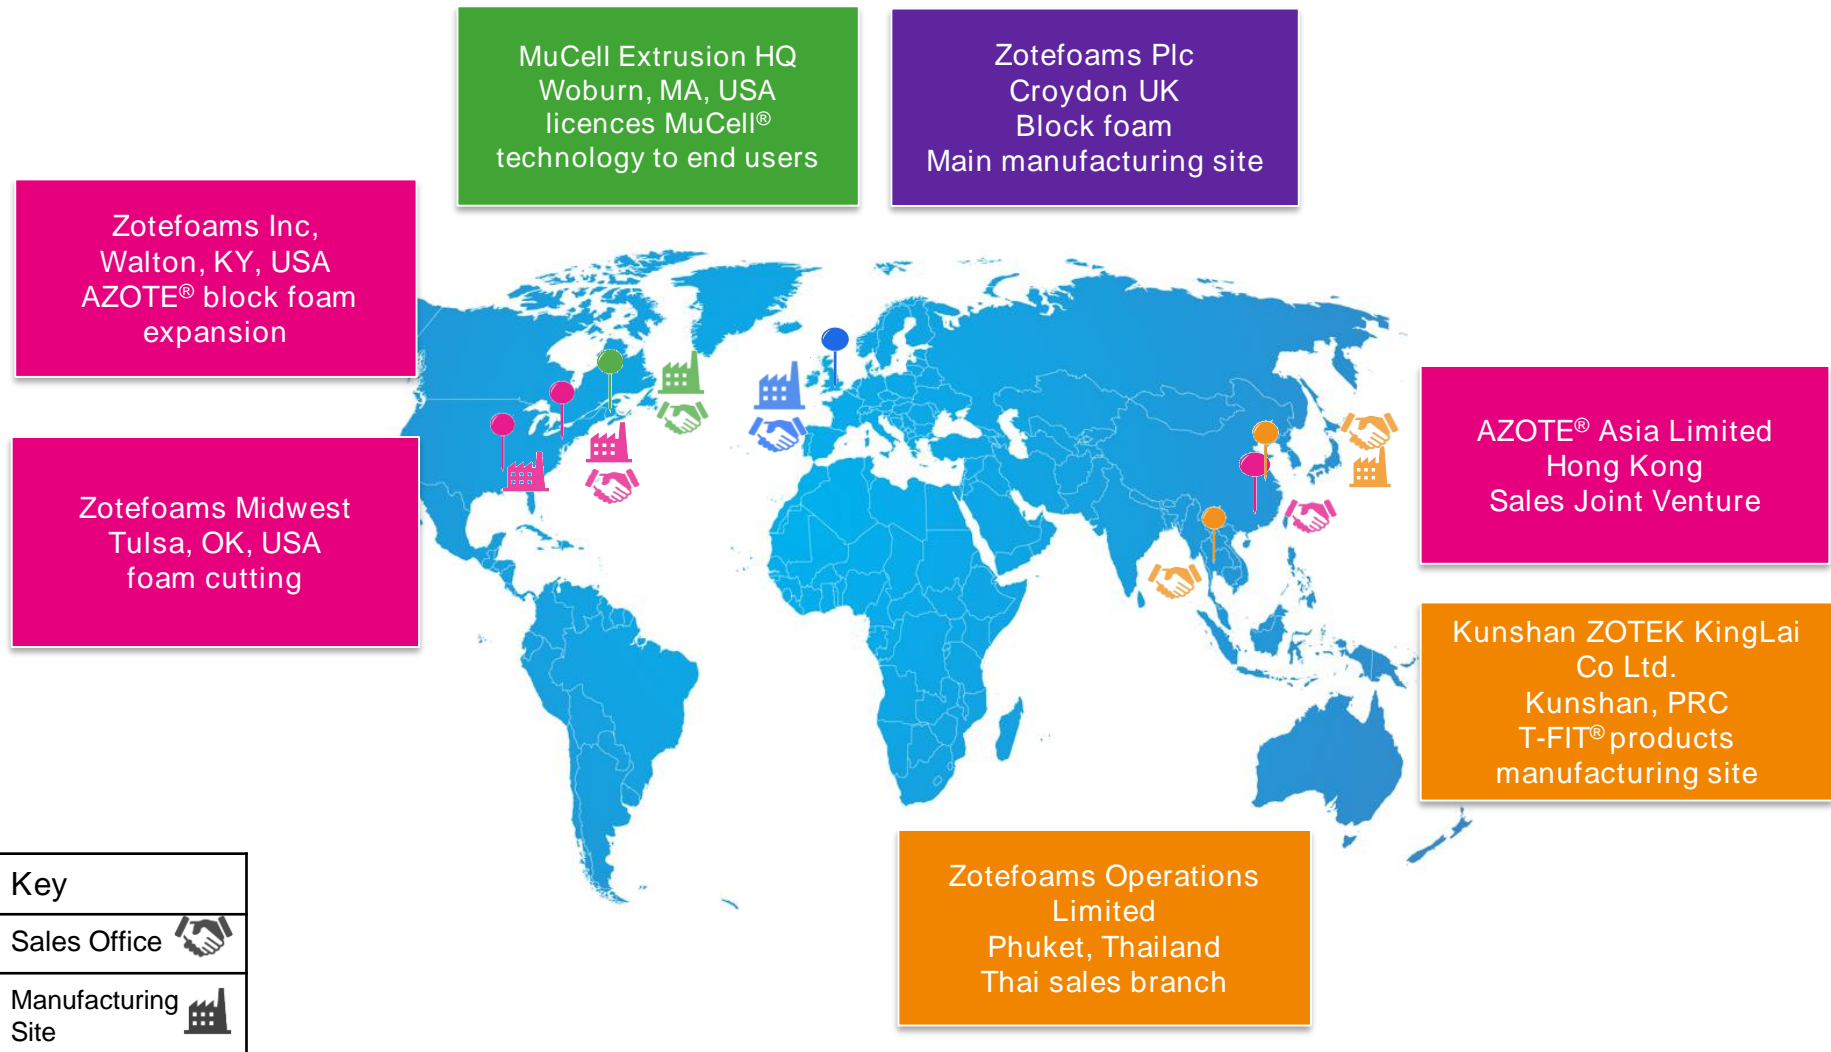 MuCell Extrusion HQ
Woburn, MA, USA
licences MuCell®
technology to end users
Zotefoams Plc
Croydon UK
Block foam
Main manufacturing site
Zotefoams Inc,
Walton, KY, USA
AZOTE® block foam
expansion
Zotefoams Midwest
Tulsa, OK, USA
foam cutting
AZOTE® Asia Limited
Hong Kong
Sales Joint Venture
Kunshan ZOTEK KingLai
Co Ltd.
Kunshan, PRC
T-FIT® products
manufacturing site
Zotefoams Operations
Limited
Phuket, Thailand
Thai sales branch
Key
Sales Office
Manufacturing
Site